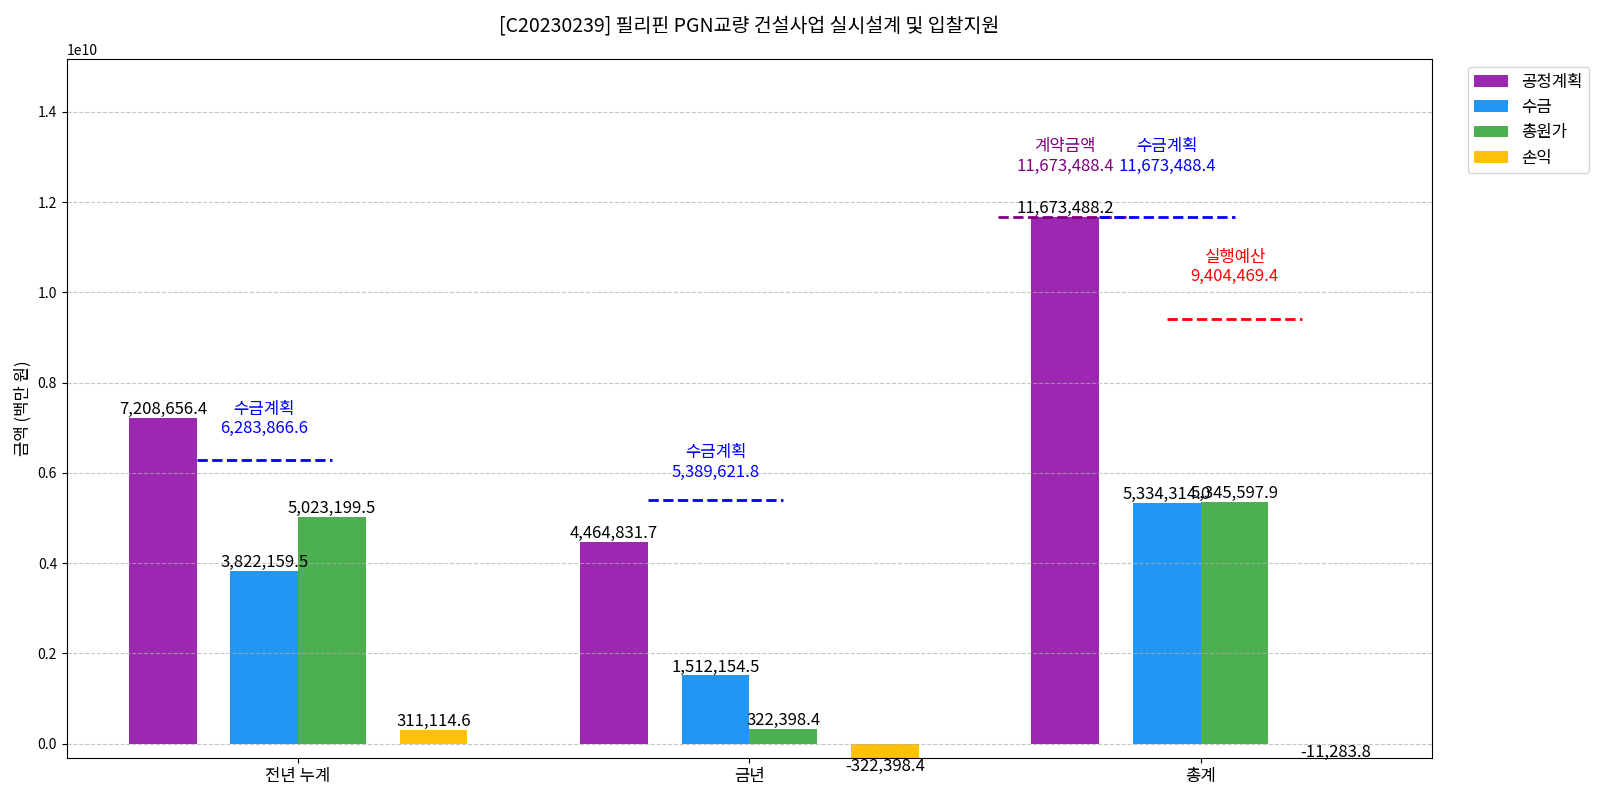 [C20230239] 필리핀 PGN교량 건설사업 실시설계 및 입찰지원
1e10
공정계획
수금
총원가
손익
금액 (백만 원)
1.4
1.2
1.0
0.8
0.6
0.4
0.2
0.0
계약금액
11,673,488.4
수금계획
11,673,488.4
11,673,488.2
실행예산
9,404,469.4
7,208,656.4
수금계획
6,283,866.6
수금계획
5,389,621.8
5,023,199.5
3,822,159.5
311,114.6
4,464,831.7
1,512,154.5
322,398.4
-322,398.4
5,334,314.0
5,345,597.9
-11,283.8
전년 누계
금년
총계